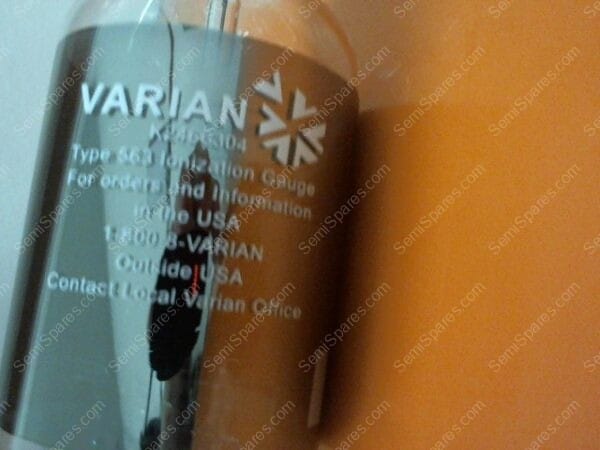 VARIAN
Type 563 Ionization Gauge
For orders and Information
in the USA
1-800-8-VARIAN
Outside USA
Contact Local Varian Office
SemiSpares.com